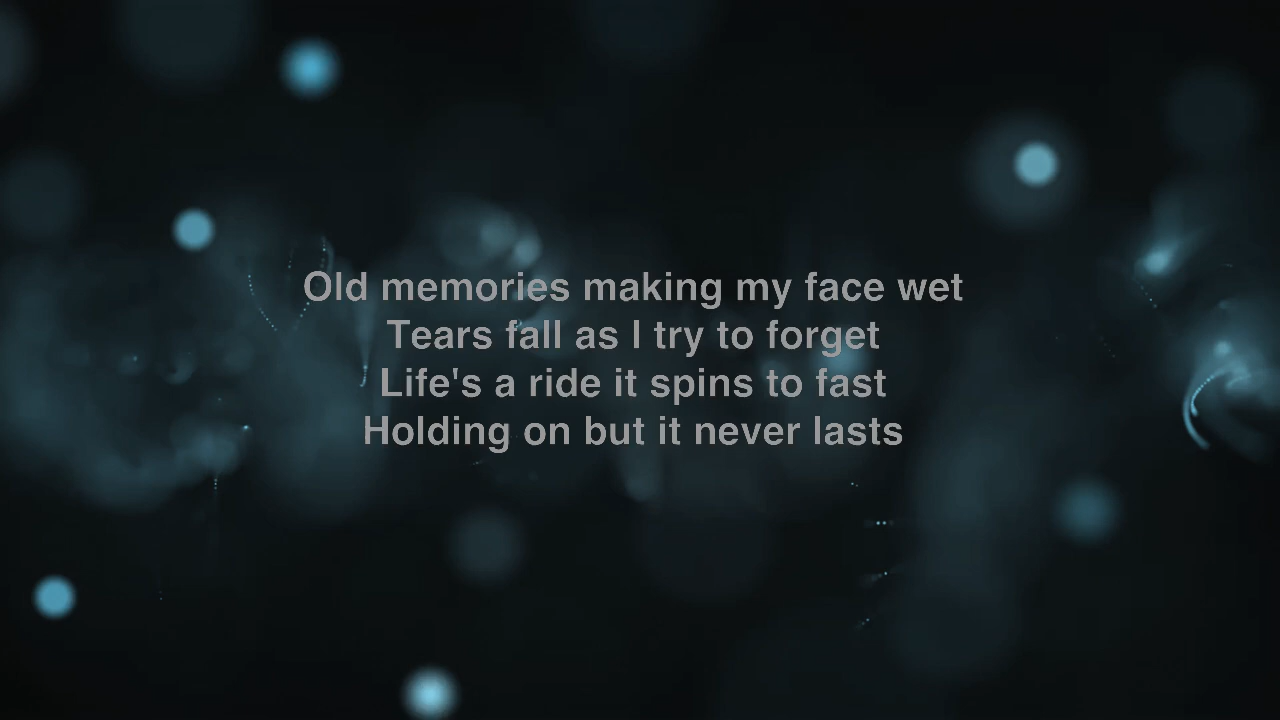 Old memories making my face wet
Tears fall as I try to forget
Life's a ride it spins to fast
Holding on but it never lasts